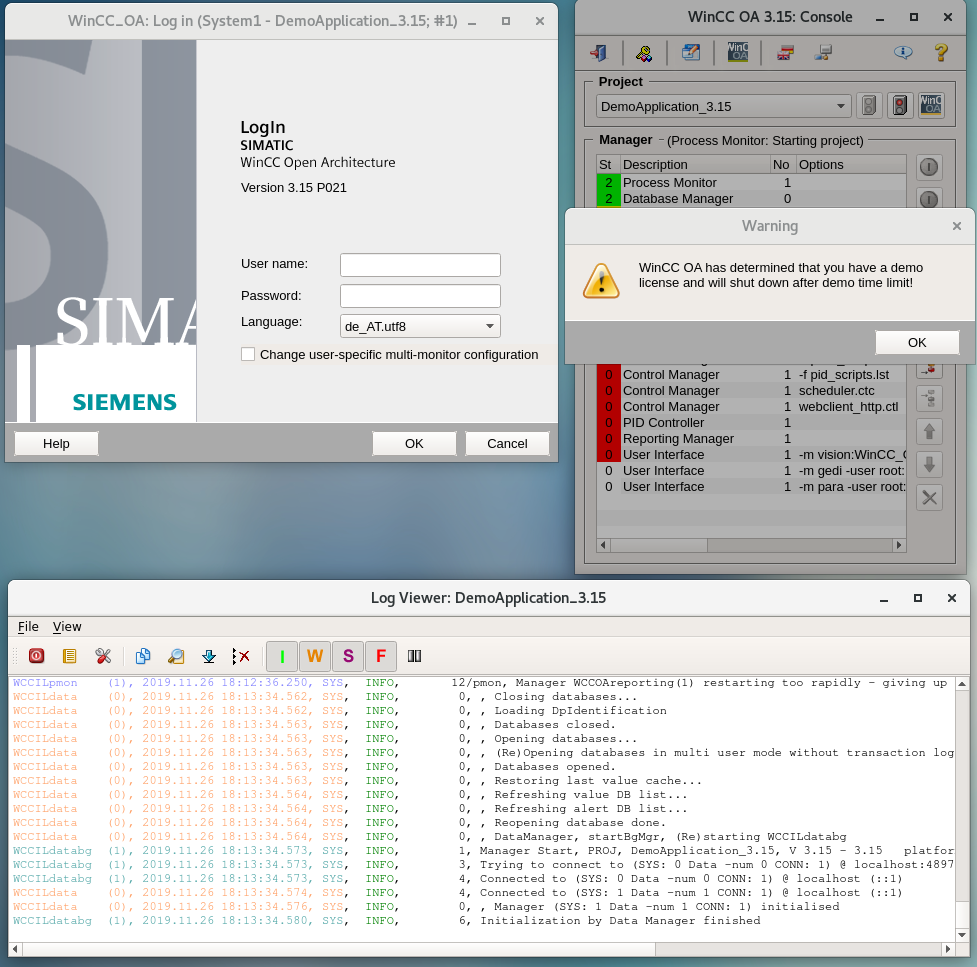 WinCC_OA: Log in (System1 - DemoApplication_3.15; #1)
LogIn
SIMATIC
WinCC Open Architecture
Version 3.15 P021
User name:
Password:
Language:
de_AT.utf8
Change user-specific multi-monitor configuration
SIMA
SIEMENS
Help
OK
Cancel
WinCC OA 3.15: Console
Project
DemoApplication_3.15
Manager
(Process Monitor: Starting project)
St Description No Options
2 Process Monitor 1
2 Database Manager 0
Warning
WinCC OA has determined that you have a demo
license and will shut down after demo time limit!
OK
0 Control Manager 1 -f pid_scripts.lst
0 Control Manager 1 scheduler.ctc
0 Control Manager 1 webclient_http.ctl
0 PID Controller 1
0 Reporting Manager 1
0 User Interface 1 -m vision:WinCC_
0 User Interface 1 -m gedi -user root:
0 User Interface 1 -m para -user root:
Log Viewer: DemoApplication_3.15
File View
I W S F
WCCILpmon (1), 2019.11.26 18:12:36.250, SYS, INFO, 12/pmon, Manager WCCOAreporting(1) restarting too rapidly - giving up
WCCILdata (0), 2019.11.26 18:13:34.562, SYS, INFO, 0, , Closing databases...
WCCILdata (0), 2019.11.26 18:13:34.562, SYS, INFO, 0, , Loading DpIdentification
WCCILdata (0), 2019.11.26 18:13:34.563, SYS, INFO, 0, , Databases closed.
WCCILdata (0), 2019.11.26 18:13:34.563, SYS, INFO, 0, , Opening databases...
WCCILdata (0), 2019.11.26 18:13:34.563, SYS, INFO, 0, , (Re)Opening databases in multi user mode without transaction log
WCCILdata (0), 2019.11.26 18:13:34.563, SYS, INFO, 0, , Databases opened.
WCCILdata (0), 2019.11.26 18:13:34.563, SYS, INFO, 0, , Restoring last value cache...
WCCILdata (0), 2019.11.26 18:13:34.564, SYS, INFO, 0, , Refreshing value DB list...
WCCILdata (0), 2019.11.26 18:13:34.564, SYS, INFO, 0, , Refreshing alert DB list...
WCCILdata (0), 2019.11.26 18:13:34.564, SYS, INFO, 0, , Reopening database done.
WCCILdata (0), 2019.11.26 18:13:34.564, SYS, INFO, 0, , DataManager, startBgMgr, (Re)starting WCCILdatabg
WCCILdatabg (1), 2019.11.26 18:13:34.573, SYS, INFO, 1, Manager Start, PROJ, DemoApplication_3.15, V 3.15 - 3.15 platfor
WCCILdatabg (1), 2019.11.26 18:13:34.573, SYS, INFO, 3, Trying to connect to (SYS: 0 Data -num 0 CONN: 1) @ localhost:4897
WCCILdatabg (1), 2019.11.26 18:13:34.573, SYS, INFO, 4, Connected to (SYS: 0 Data -num 0 CONN: 1) @ localhost (::1)
WCCILdata (0), 2019.11.26 18:13:34.574, SYS, INFO, 4, Connected to (SYS: 1 Data -num 1 CONN: 1) @ localhost (::1)
WCCILdata (0), 2019.11.26 18:13:34.576, SYS, INFO, 0, , Manager (SYS: 1 Data -num 1 CONN: 1) initialised
WCCILdatabg (1), 2019.11.26 18:13:34.580, SYS, INFO, 6, Initialization by Data Manager finished